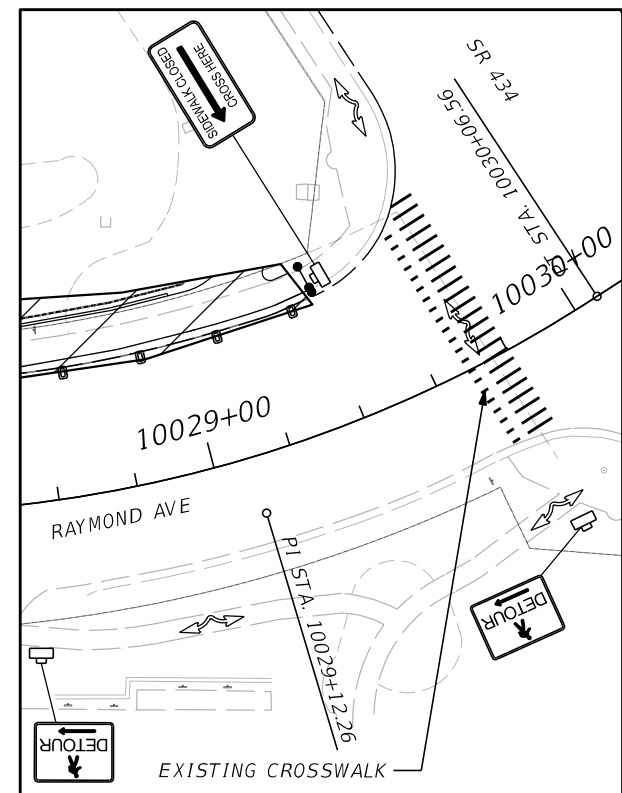 SIDEWALK CLOSED
CROSS HERE
SR 434
STA. 10030+06.56
10030+00
10029+00
RAYMOND AVE
PI STA. 10029+12.26
DETOUR
DETOUR
EXISTING CROSSWALK